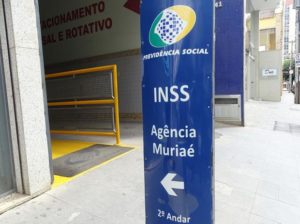 CIONAMENTO
SAL E ROTATIVO
PREVIDÊNCIA SOCIAL
INSS
Agência
Muriaé
2º Andar